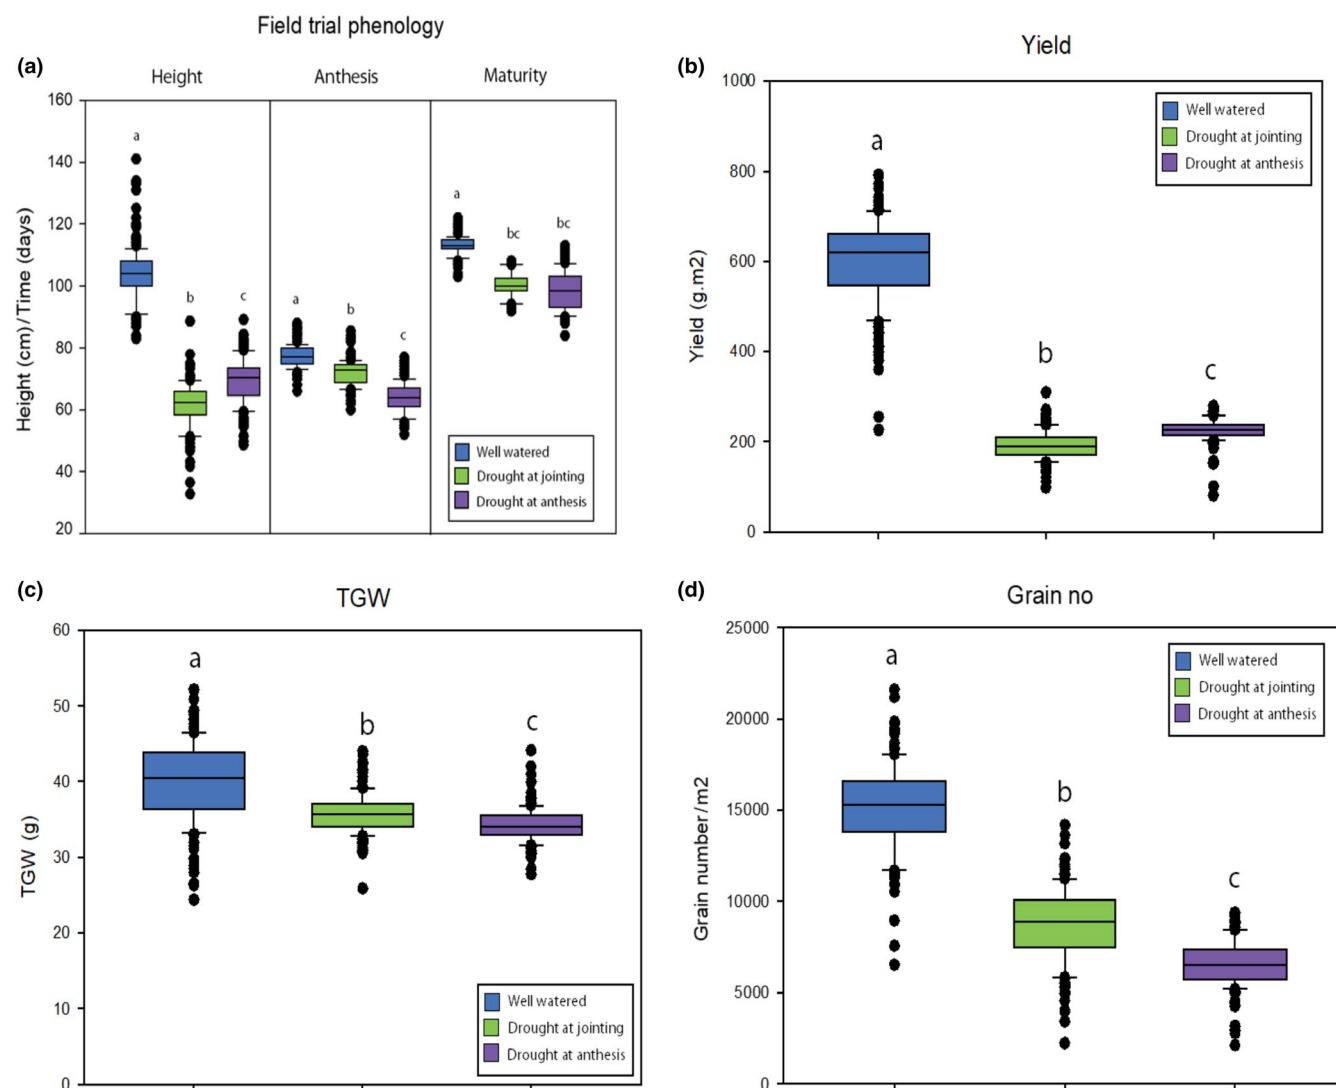 Field trial phenology
(a)
Height Anthesis Maturity
160
140
120
100
80
60
40
20
Height (cm)/Time (days)
a
b
c
a
b
c
a
bc
bc
Well watered
Drought at jointing
Drought at anthesis
(b)
Yield
1000
800
600
400
200
0
Yield (g.m2)
a
b
c
Well watered
Drought at jointing
Drought at anthesis
(c)
TGW
60
50
40
30
20
10
0
TGW (g)
a
b
c
Well watered
Drought at jointing
Drought at anthesis
(d)
Grain no
25000
20000
15000
10000
5000
0
Grain number/m2
a
b
c
Well watered
Drought at jointing
Drought at anthesis